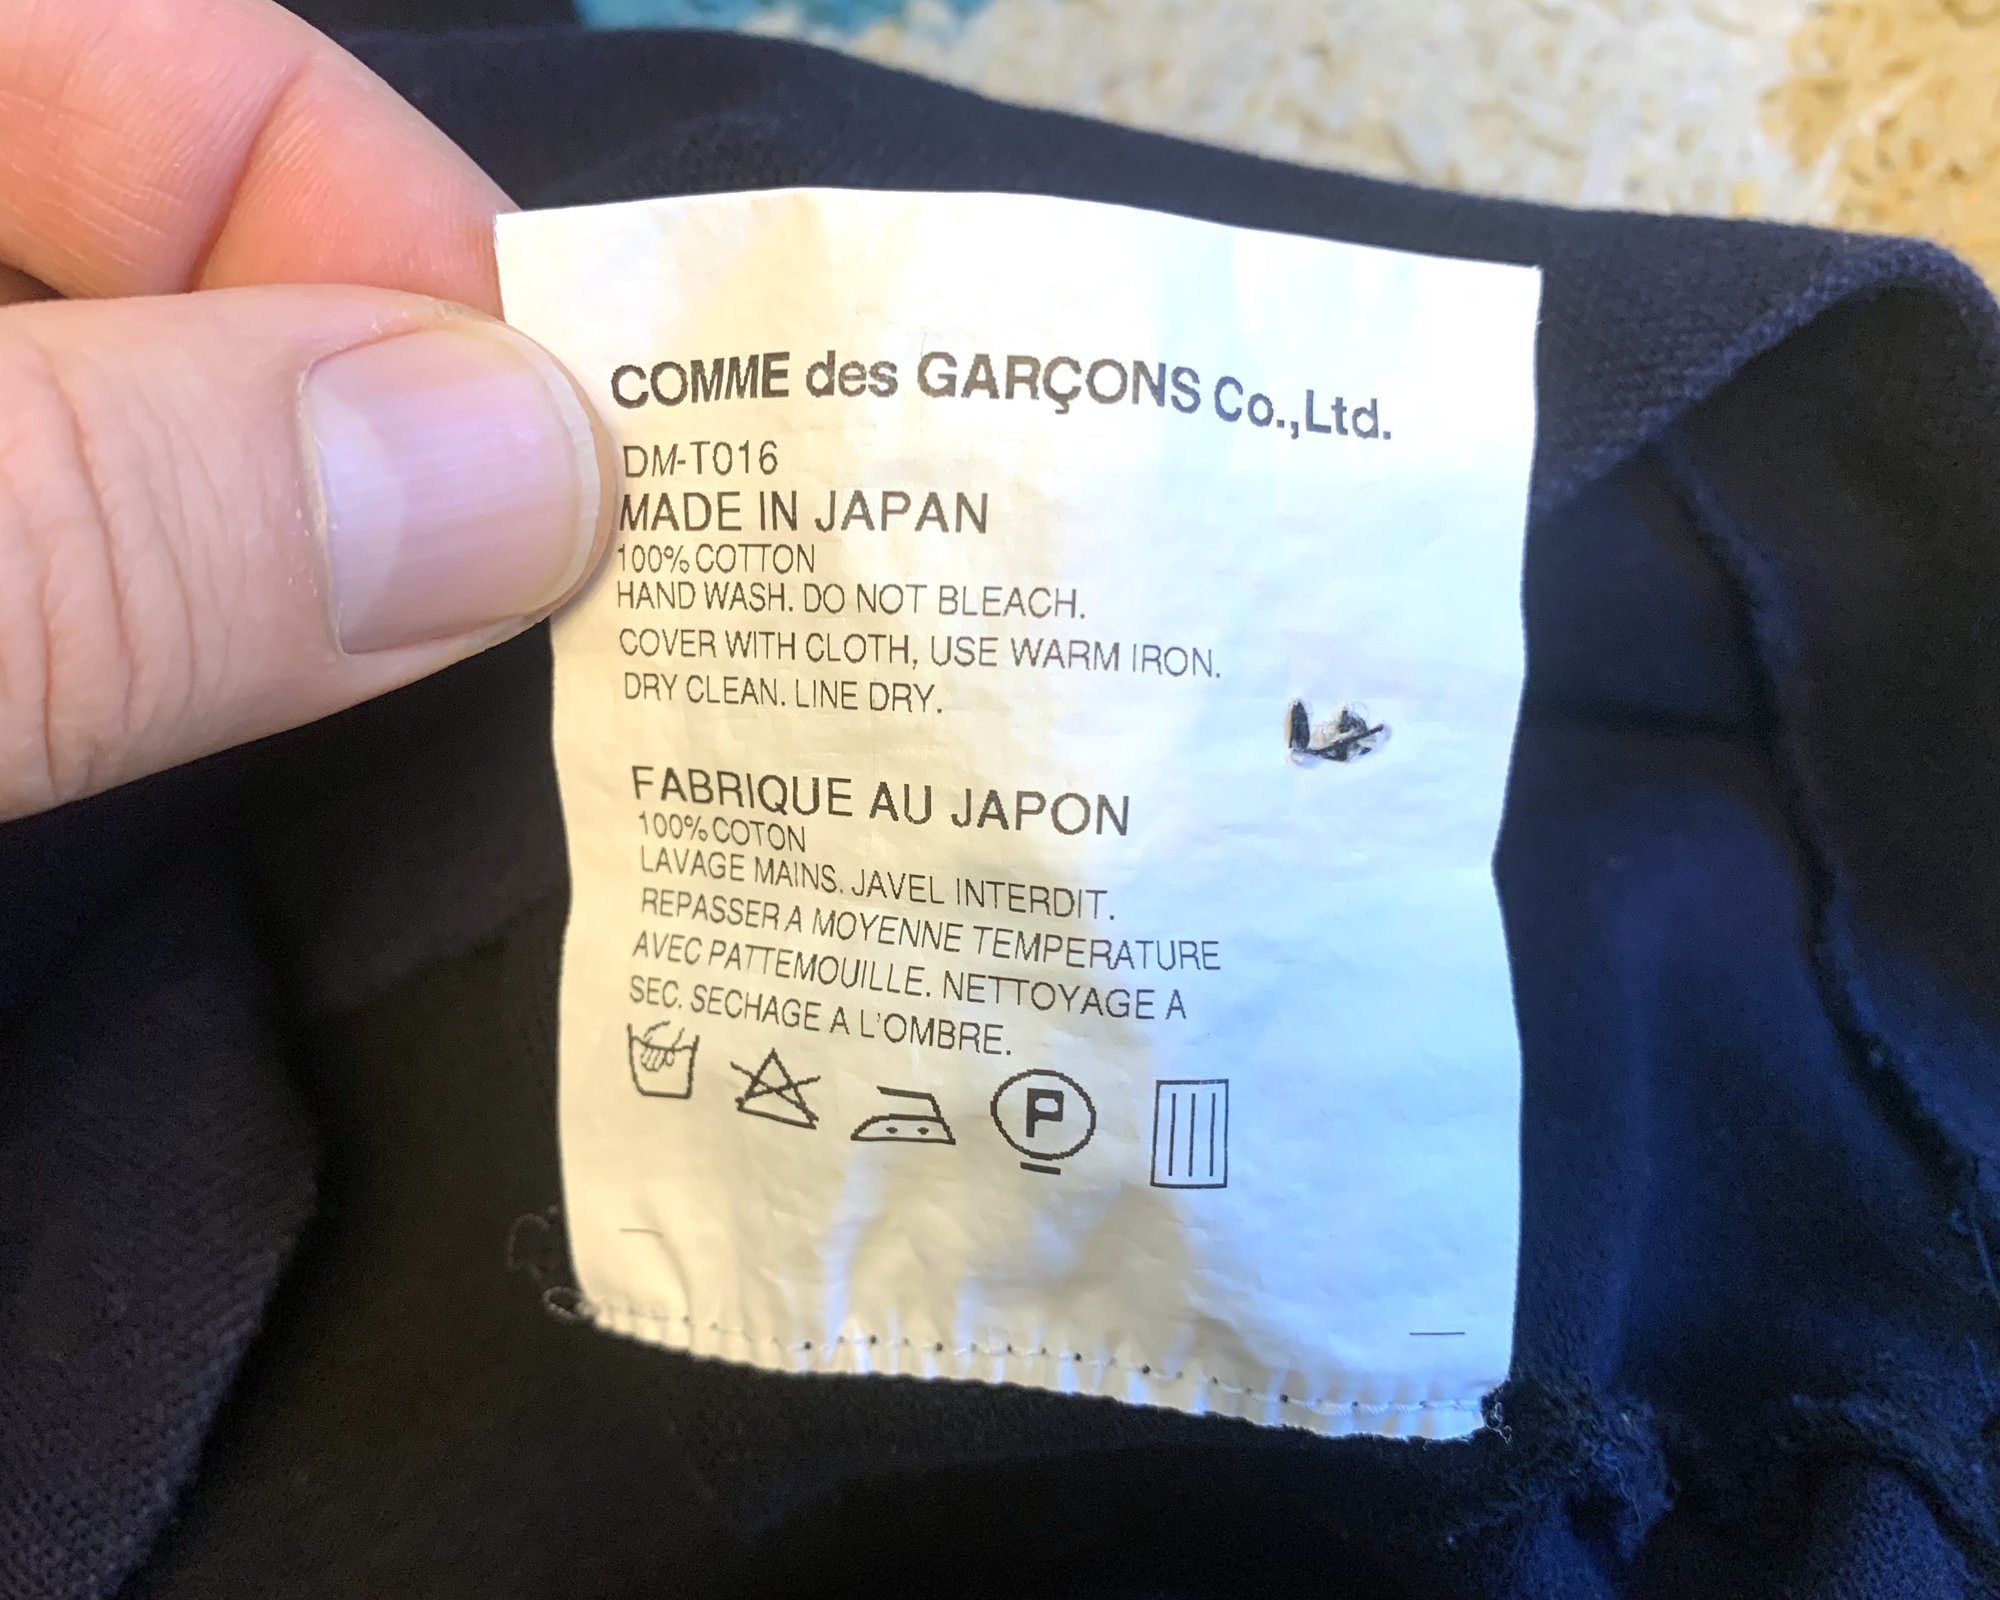 COMME des GARÇONS Co.,Ltd.
DM-T016
MADE IN JAPAN
100% COTTON
HAND WASH. DO NOT BLEACH.
COVER WITH CLOTH, USE WARM IRON.
DRY CLEAN. LINE DRY.
FABRIQUE AU JAPON
100% COTON
LAVAGE MAINS. JAVEL INTERDIT.
REPASSER A MOYENNE TEMPERATURE
AVEC PATTEMOUILLE. NETTOYAGE A
SEC. SECHAGE A L'OMBRE.
P